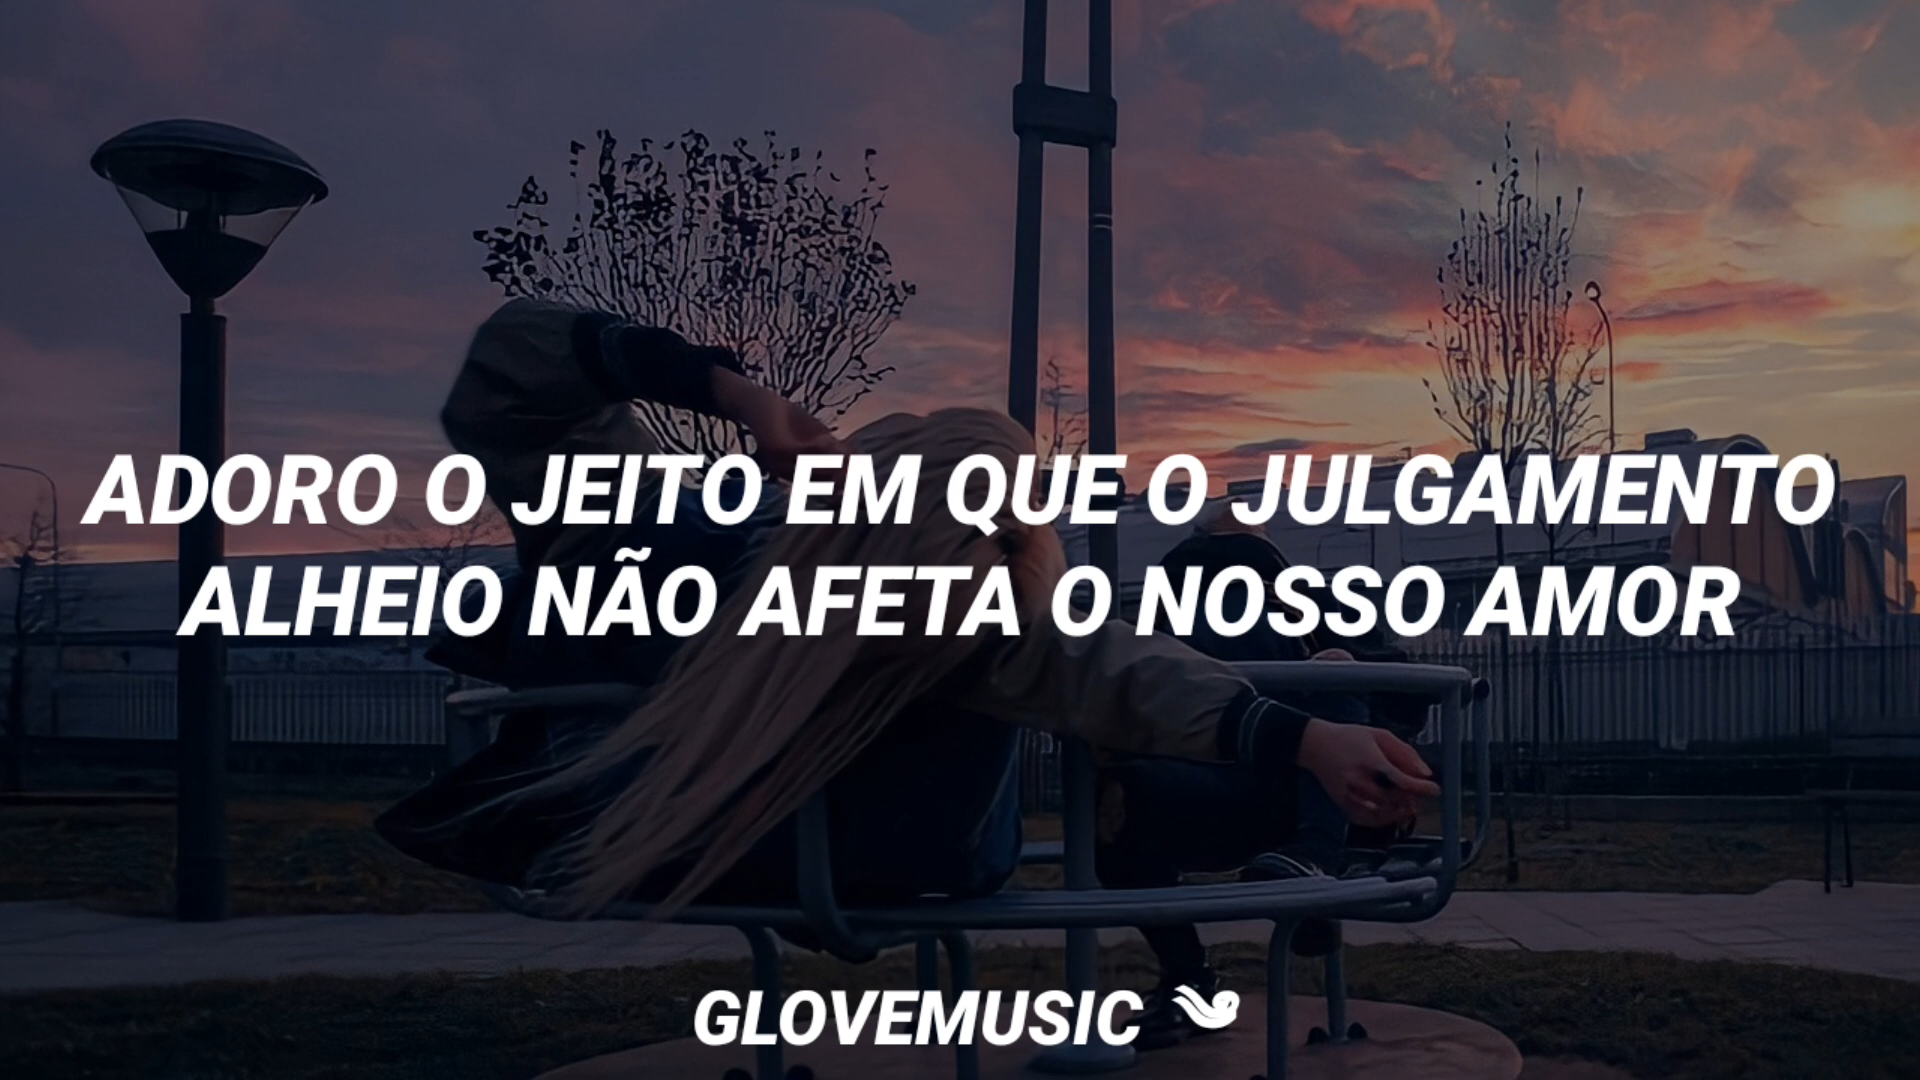 ADORO O JEITO EM QUE O JULGAMENTO
ALHEIO NÃO AFETA O NOSSO AMOR
GLOVEMUSIC